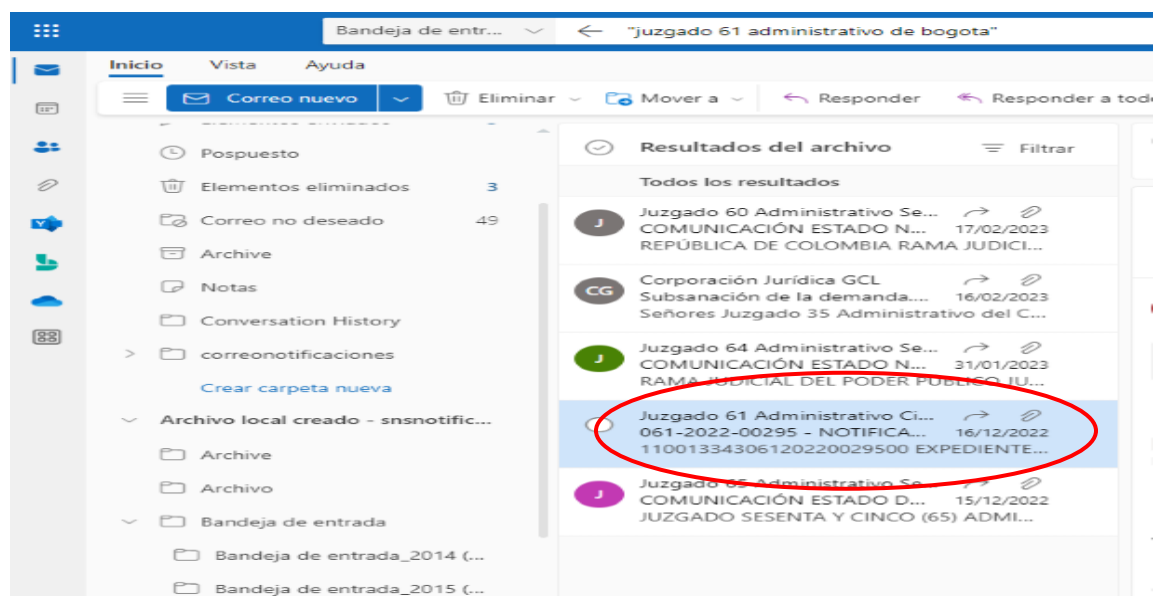 Bandeja de entr...
"juzgado 61 administrativo de bogota"
Inicio Vista Ayuda
Correo nuevo Eliminar Mover a Responder Responder a tod
Pospuesto
Elementos eliminados 3
Correo no deseado 49
Archive
Notas
Conversation History
correonotificaciones
Crear carpeta nueva
Archivo local creado - snsnotific...
Archive
Archivo
Bandeja de entrada
Bandeja de entrada_2014 (...
Bandeja de entrada_2015 (...
Resultados del archivo Filtrar
Todos los resultados
J
Juzgado 60 Administrativo Se...
COMUNICACIÓN ESTADO N... 17/02/2023
REPÚBLICA DE COLOMBIA RAMA JUDICI...
CG
Corporación Jurídica GCL
Subsanación de la demanda.... 16/02/2023
Señores Juzgado 35 Administrativo del C...
J
Juzgado 64 Administrativo Se...
COMUNICACIÓN ESTADO N... 31/01/2023
RAMA JUDICIAL DEL PODER PÚBLICO JU...
Juzgado 61 Administrativo Ci...
061-2022-00295 - NOTIFICA... 16/12/2022
11001334306120220029500 EXPEDIENTE...
J
Juzgado 65 Administrativo Se...
COMUNICACIÓN ESTADO D... 15/12/2022
JUZGADO SESENTA Y CINCO (65) ADMI...